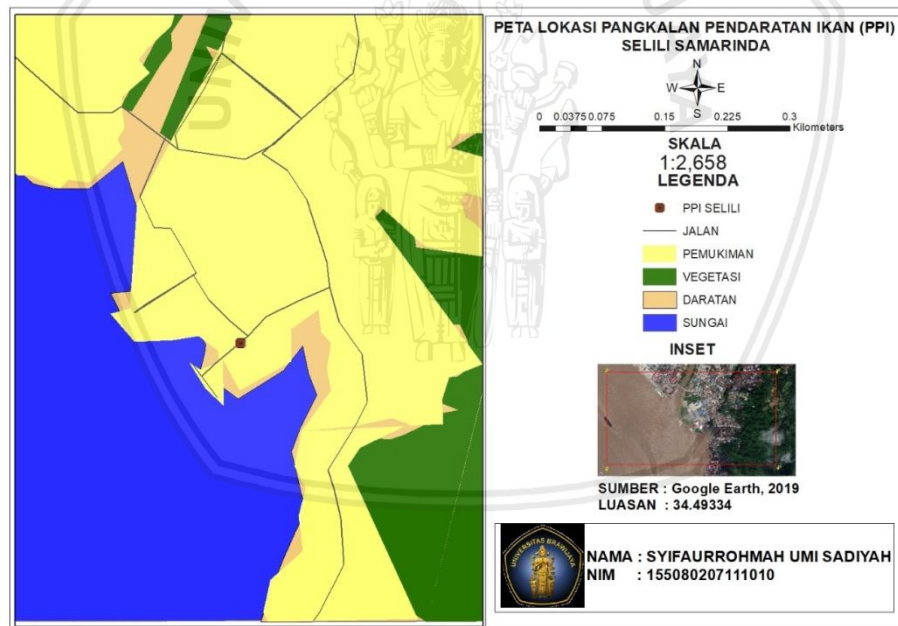 PETA LOKASI PANGKALAN PENDARATAN IKAN (PPI)
SELILI SAMARINDA
N
W E
S
0 0.0375 0.075 0.15 0.225 0.3
Kilometers
SKALA
1:2,658
LEGENDA
PPI SELILI
JALAN
PEMUKIMAN
VEGETASI
DARATAN
SUNGAI
INSET
SUMBER : Google Earth, 2019
LUASAN : 34.49334
UNIVERSITAS BRAWIJAYA
NAMA : SYIFAURROHMAH UMI SADIYAH
NIM : 155080207111010